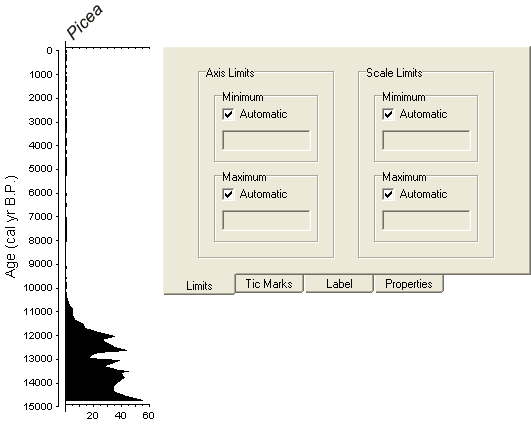 Picea
0
1000
2000
3000
4000
5000
6000
7000
8000
9000
10000
11000
12000
13000
14000
15000
Age (cal yr B.P.)
20 40 60
Axis Limits
Minimum
Automatic
Maximum
Automatic
Scale Limits
Mimimum
Automatic
Maximum
Automatic
Limits Tic Marks Label Properties